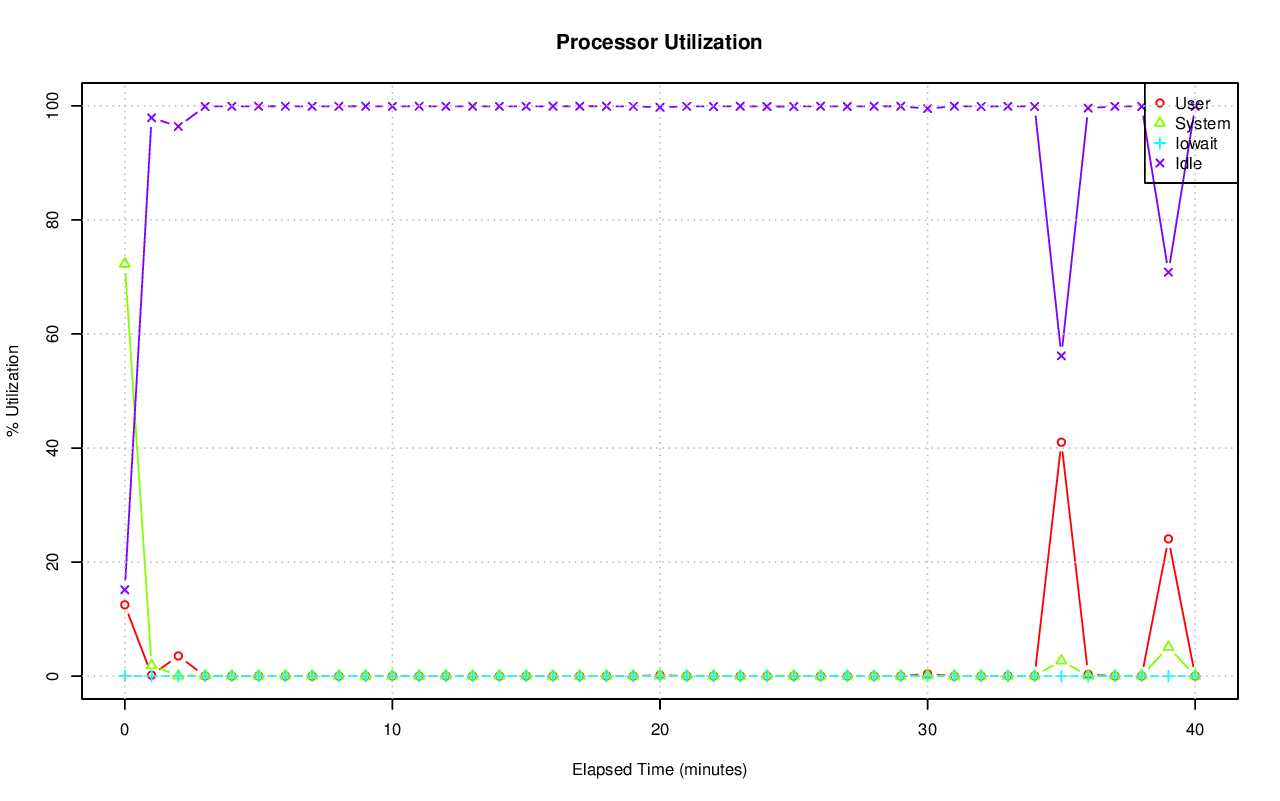 Processor Utilization
User
System
Iowait
Idle
% Utilization
100
80
60
40
20
0
0 10 20 30 40
Elapsed Time (minutes)